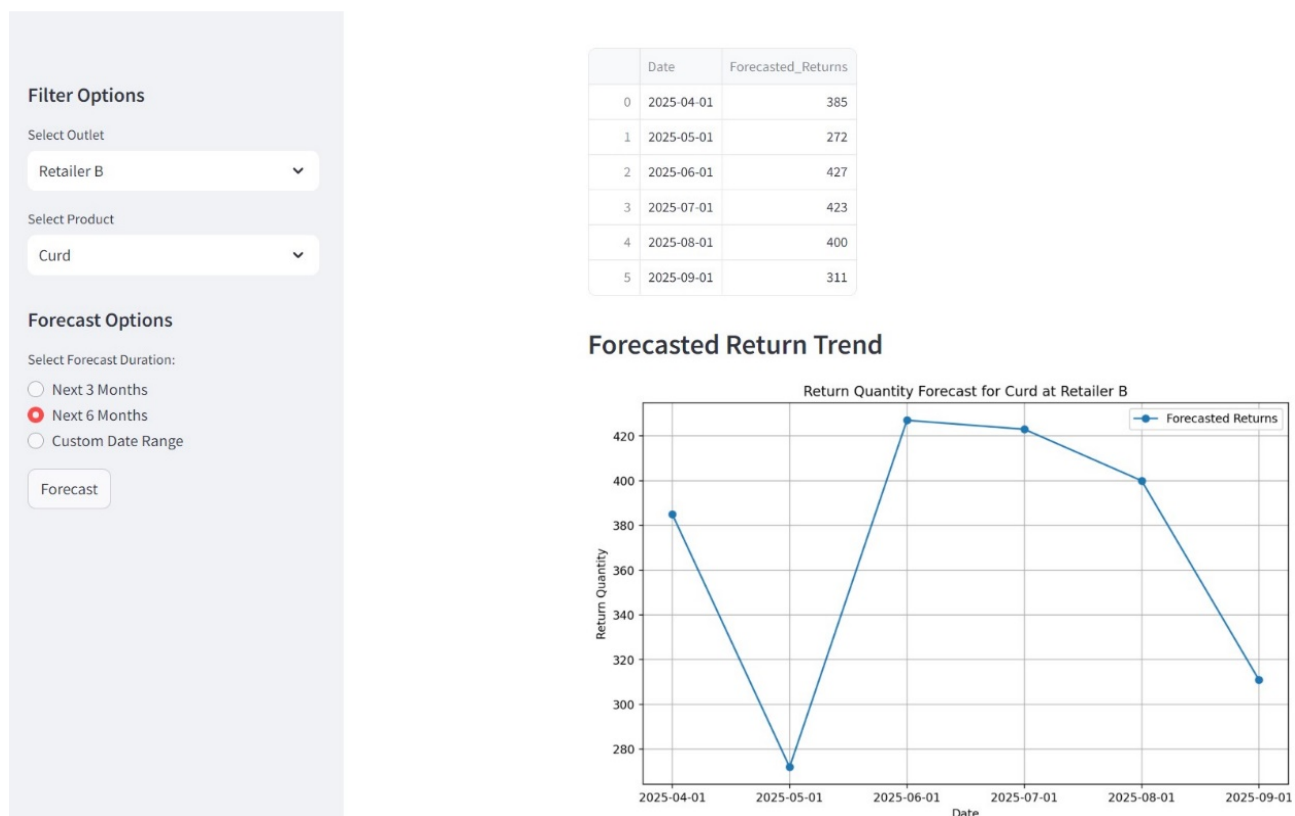 Filter Options
Select Outlet
Retailer B
Select Product
Curd
Forecast Options
Select Forecast Duration:
Next 3 Months
Next 6 Months
Custom Date Range
Forecast
Date Forecasted_Returns
0 2025-04-01 385
1 2025-05-01 272
2 2025-06-01 427
3 2025-07-01 423
4 2025-08-01 400
5 2025-09-01 311
Forecasted Return Trend
Return Quantity Forecast for Curd at Retailer B
Forecasted Returns
Return Quantity
420
400
380
360
340
320
300
280
2025-04-01 2025-05-01 2025-06-01 2025-07-01 2025-08-01 2025-09-01
Date